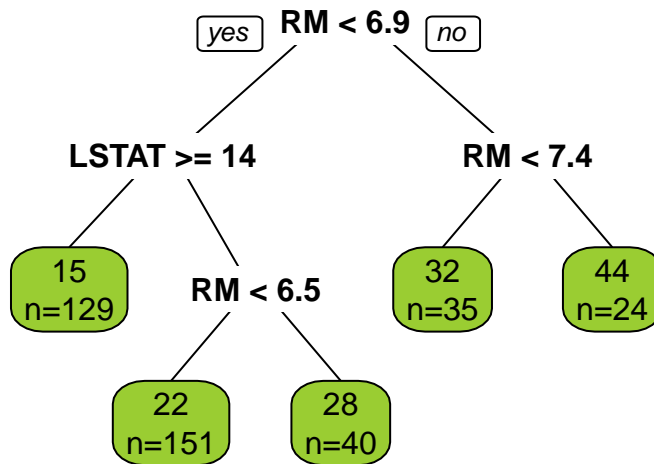 yes
RM < 6.9
no
LSTAT >= 14
RM < 7.4
15
n=129
RM < 6.5
32
n=35
44
n=24
22
n=151
28
n=40